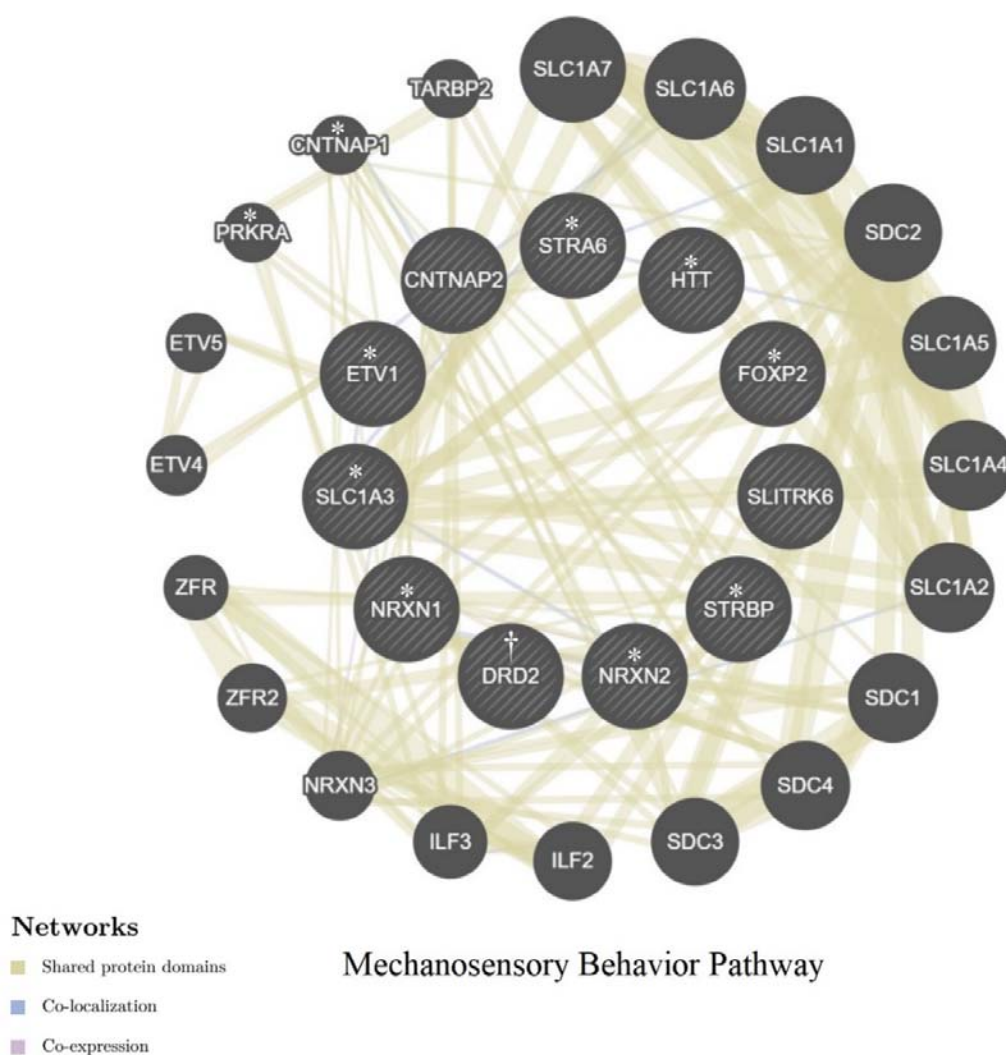 SLC1A7
SLC1A6
TARBP2
*
CNTNAP1
SLC1A1
*
PRKRA
*
STRA6
SDC2
CNTNAP2
*
HTT
ETV5
SLC1A5
*
ETV1
*
FOXP2
ETV4
SLC1A4
*
SLC1A3
SLITRK6
ZFR
SLC1A2
*
NRXN1
*
STRBP
†
DRD2
*
NRXN2
ZFR2
SDC1
NRXN3
SDC4
ILF3
SDC3
ILF2
Networks
Shared protein domains
Co-localization
Co-expression
Mechanosensory Behavior Pathway